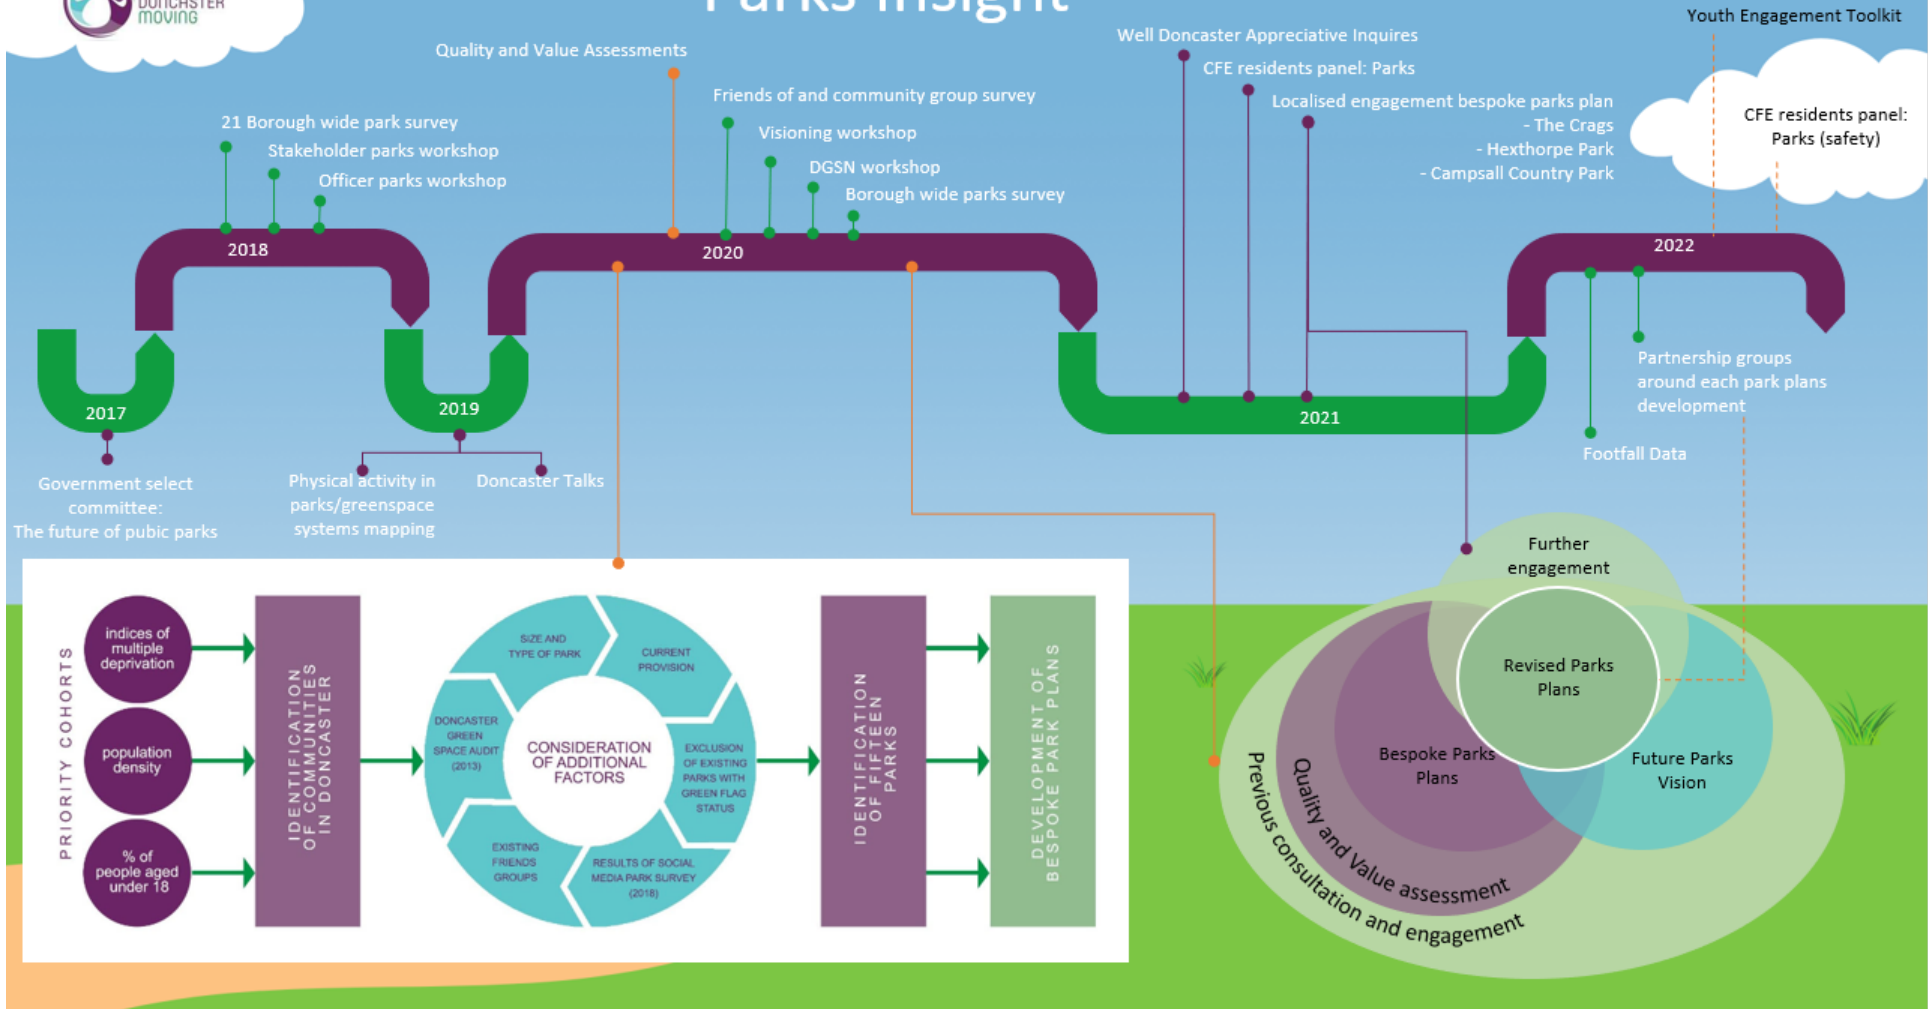 DONCASTER
MOVING
Parks Insight
Youth Engagement Toolkit
Quality and Value Assessments
Well Doncaster Appreciative Inquires
CFE residents panel: Parks
Friends of and community group survey
Localised engagement bespoke parks plan
- The Crags
- Hexthorpe Park
- Campsall Country Park
CFE residents panel:
Parks (safety)
21 Borough wide park survey
Stakeholder parks workshop
Officer parks workshop
Visioning workshop
DGSN workshop
Borough wide parks survey
2018
2020
2022
2017
2019
2021
Partnership groups
around each park plans
development
Footfall Data
Government select
committee:
The future of pubic parks
Physical activity in
parks/greenspace
systems mapping
Doncaster Talks
PRIORITY COHORTS
indices of
multiple
deprivation
population
density
% of
people aged
under 18
IDENTIFICATION
OF COMMUNITIES
IN DONCASTER
SIZE AND
TYPE OF PARK
CURRENT
PROVISION
DONCASTER
GREEN
SPACE AUDIT
(2013)
CONSIDERATION
OF ADDITIONAL
FACTORS
EXCLUSION
OF EXISTING
PARKS WITH
GREEN FLAG
STATUS
EXISTING
FRIENDS
GROUPS
RESULTS OF SOCIAL
MEDIA PARK SURVEY
(2018)
IDENTIFICATION
OF FIFTEEN
PARKS
DEVELOPMENT OF
BESPOKE PARK PLANS
Further
engagement
Revised Parks
Plans
Bespoke Parks
Plans
Future Parks
Vision
Quality and Value assessment
Previous consultation and engagement